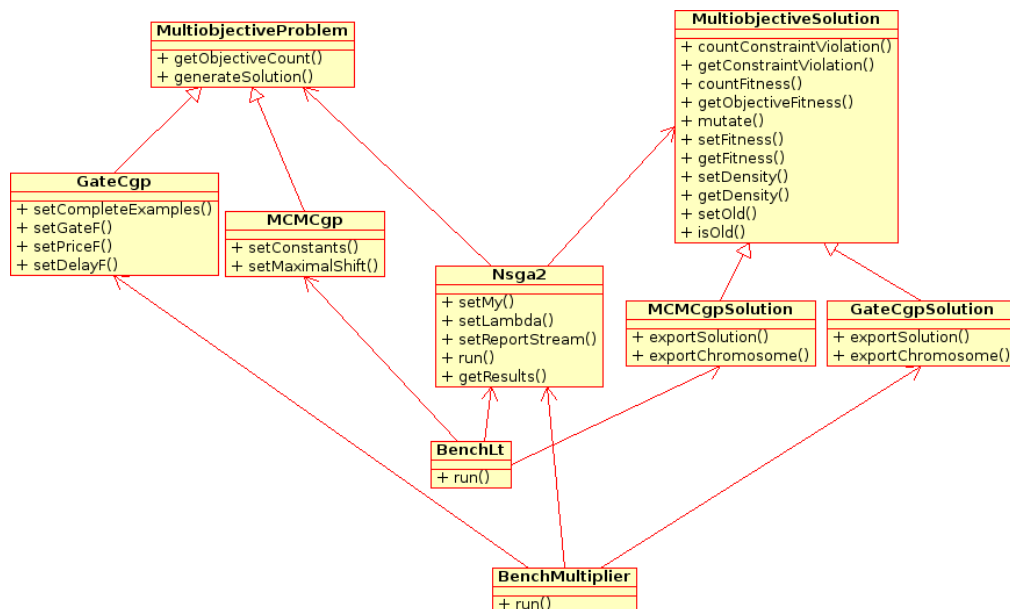 MultiobjectiveProblem
+ getObjectiveCount()
+ generateSolution()
MultiobjectiveSolution
+ countConstraintViolation()
+ getConstraintViolation()
+ countFitness()
+ getObjectiveFitness()
+ mutate()
+ setFitness()
+ getFitness()
+ setDensity()
+ getDensity()
+ setOld()
+ isOld()
GateCgp
+ setCompleteExamples()
+ setGateF()
+ setPriceF()
+ setDelayF()
MCMCgp
+ setConstants()
+ setMaximalShift()
Nsga2
+ setMy()
+ setLambda()
+ setReportStream()
+ run()
+ getResults()
MCMCgpSolution
+ exportSolution()
+ exportChromosome()
GateCgpSolution
+ exportSolution()
+ exportChromosome()
BenchLt
+ run()
BenchMultiplier
+ run()